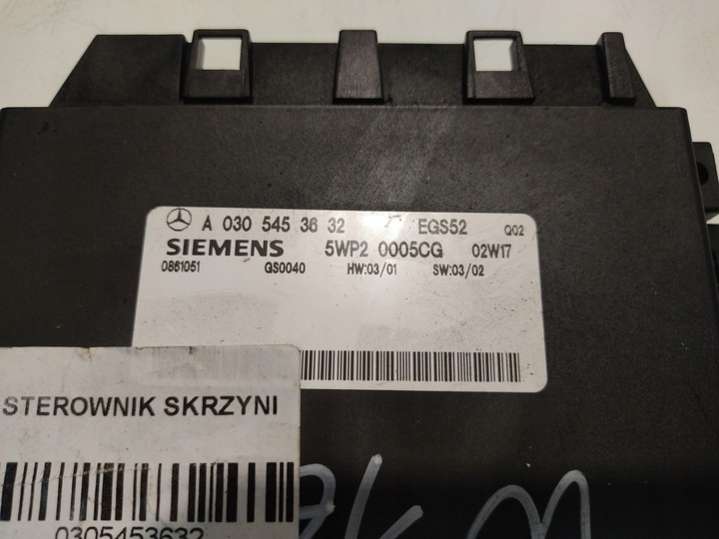 A 030 545 36 32 EGS52 Q02
SIEMENS 5WP2 0005CG 02W17
0861051 GS0040 HW:03/01 SW:03/02
STEROWNIK SKRZYNI
0305453632